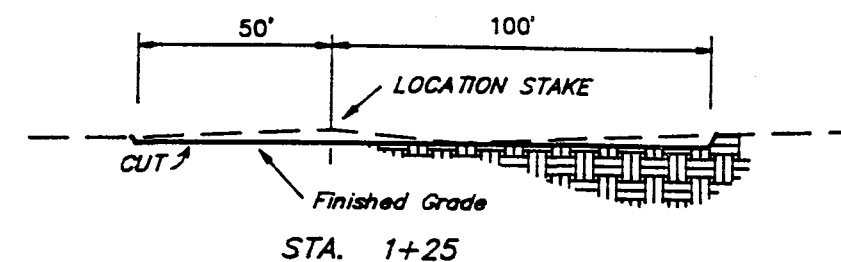 50'
100'
LOCATION STAKE
CUT
Finished Grade
STA. 1+25